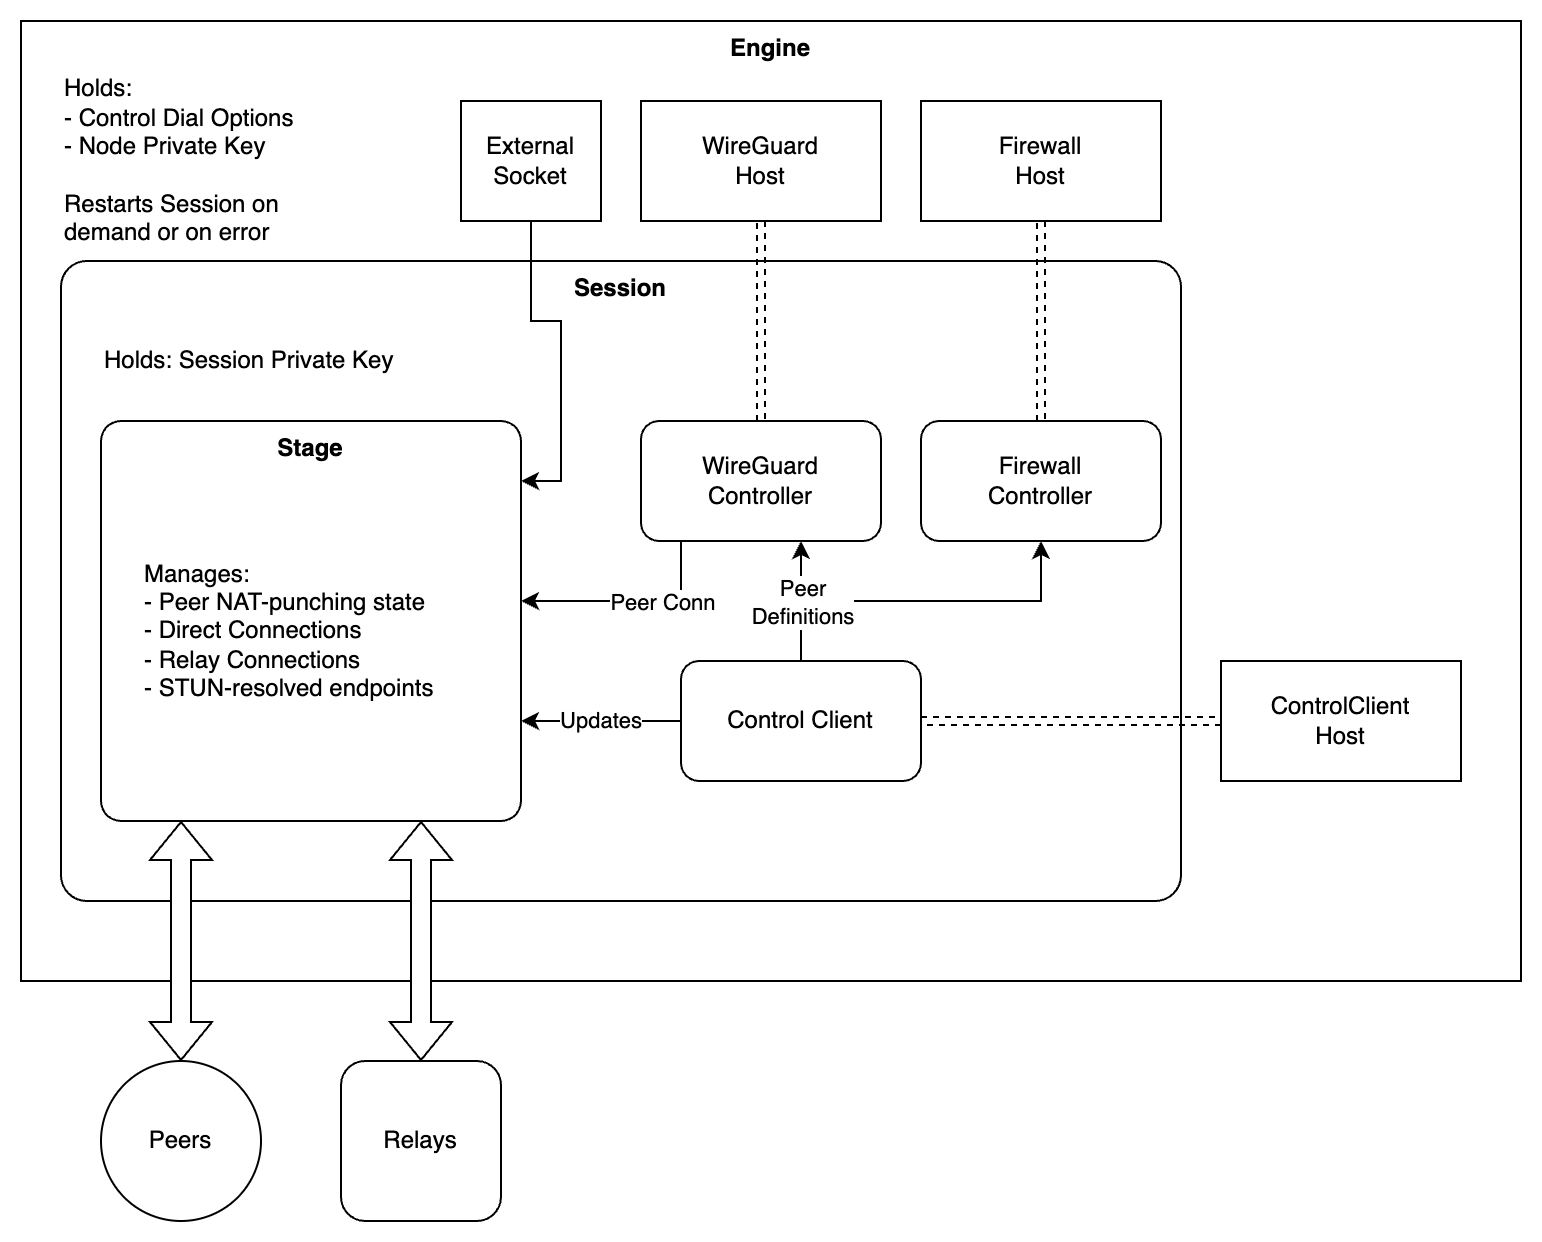 Engine
Holds:
- Control Dial Options
- Node Private Key
Restarts Session on
demand or on error
External
Socket
WireGuard
Host
Firewall
Host
Session
Holds: Session Private Key
Stage
Manages:
- Peer NAT-punching state
- Direct Connections
- Relay Connections
- STUN-resolved endpoints
WireGuard
Controller
Firewall
Controller
Peer Conn
Peer
Definitions
Updates
Control Client
ControlClient
Host
Peers
Relays